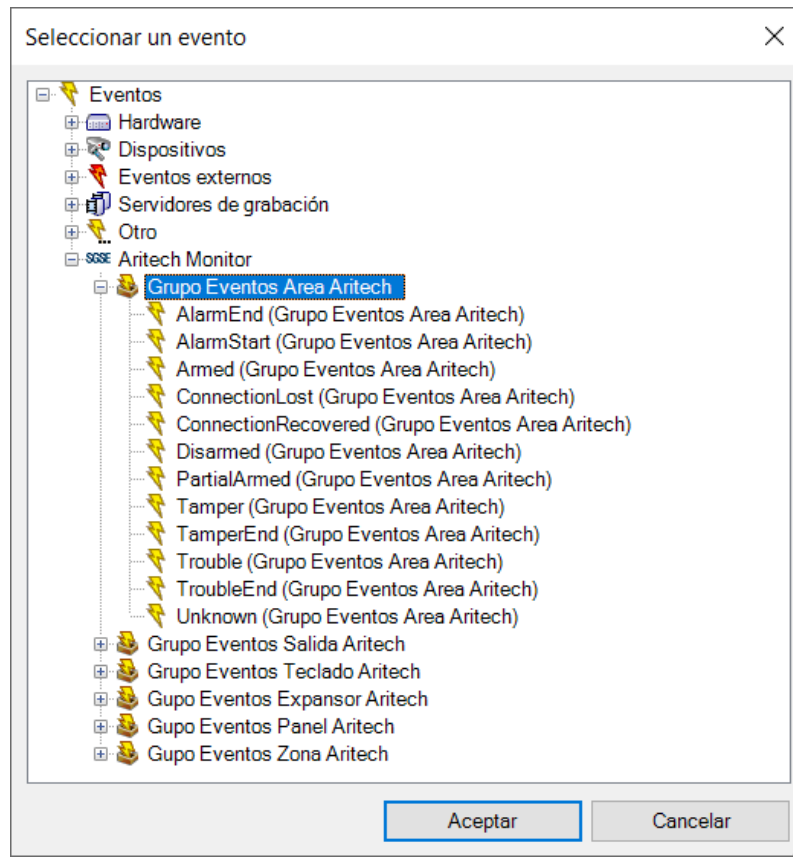 Seleccionar un evento
Eventos
Hardware
Dispositivos
Eventos externos
Servidores de grabación
Otro
SGSE Aritech Monitor
Grupo Eventos Area Aritech
AlarmEnd (Grupo Eventos Area Aritech)
AlarmStart (Grupo Eventos Area Aritech)
Armed (Grupo Eventos Area Aritech)
ConnectionLost (Grupo Eventos Area Aritech)
ConnectionRecovered (Grupo Eventos Area Aritech)
Disarmed (Grupo Eventos Area Aritech)
PartialArmed (Grupo Eventos Area Aritech)
Tamper (Grupo Eventos Area Aritech)
TamperEnd (Grupo Eventos Area Aritech)
Trouble (Grupo Eventos Area Aritech)
TroubleEnd (Grupo Eventos Area Aritech)
Unknown (Grupo Eventos Area Aritech)
Grupo Eventos Salida Aritech
Grupo Eventos Teclado Aritech
Gupo Eventos Expansor Aritech
Gupo Eventos Panel Aritech
Gupo Eventos Zona Aritech
Aceptar Cancelar